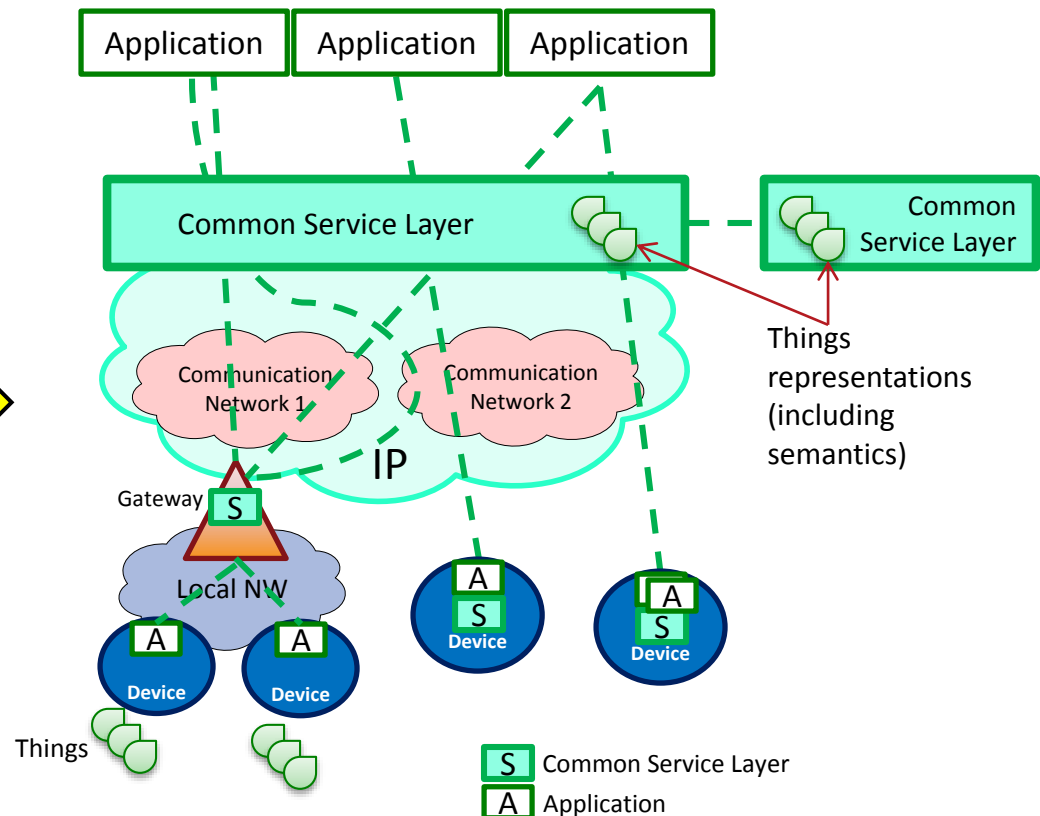 Application
Application
Application
Common Service Layer
Common
Service Layer
Things
representations
(including
semantics)
Communication
Network 1
Communication
Network 2
IP
Gateway
S
Local NW
A
A
A
S
A
S
Device
Device
Device
Device
Things
S Common Service Layer
A Application